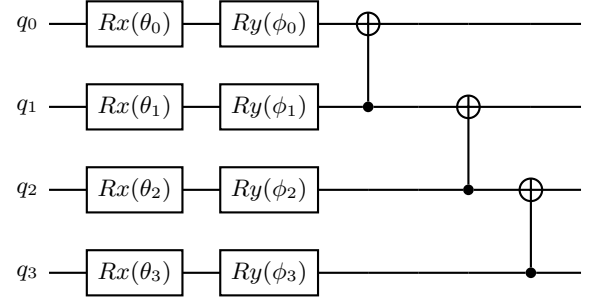 q₀ Rx(θ₀) Ry(ϕ₀)
q₁ Rx(θ₁) Ry(ϕ₁)
q₂ Rx(θ₂) Ry(ϕ₂)
q₃ Rx(θ₃) Ry(ϕ₃)